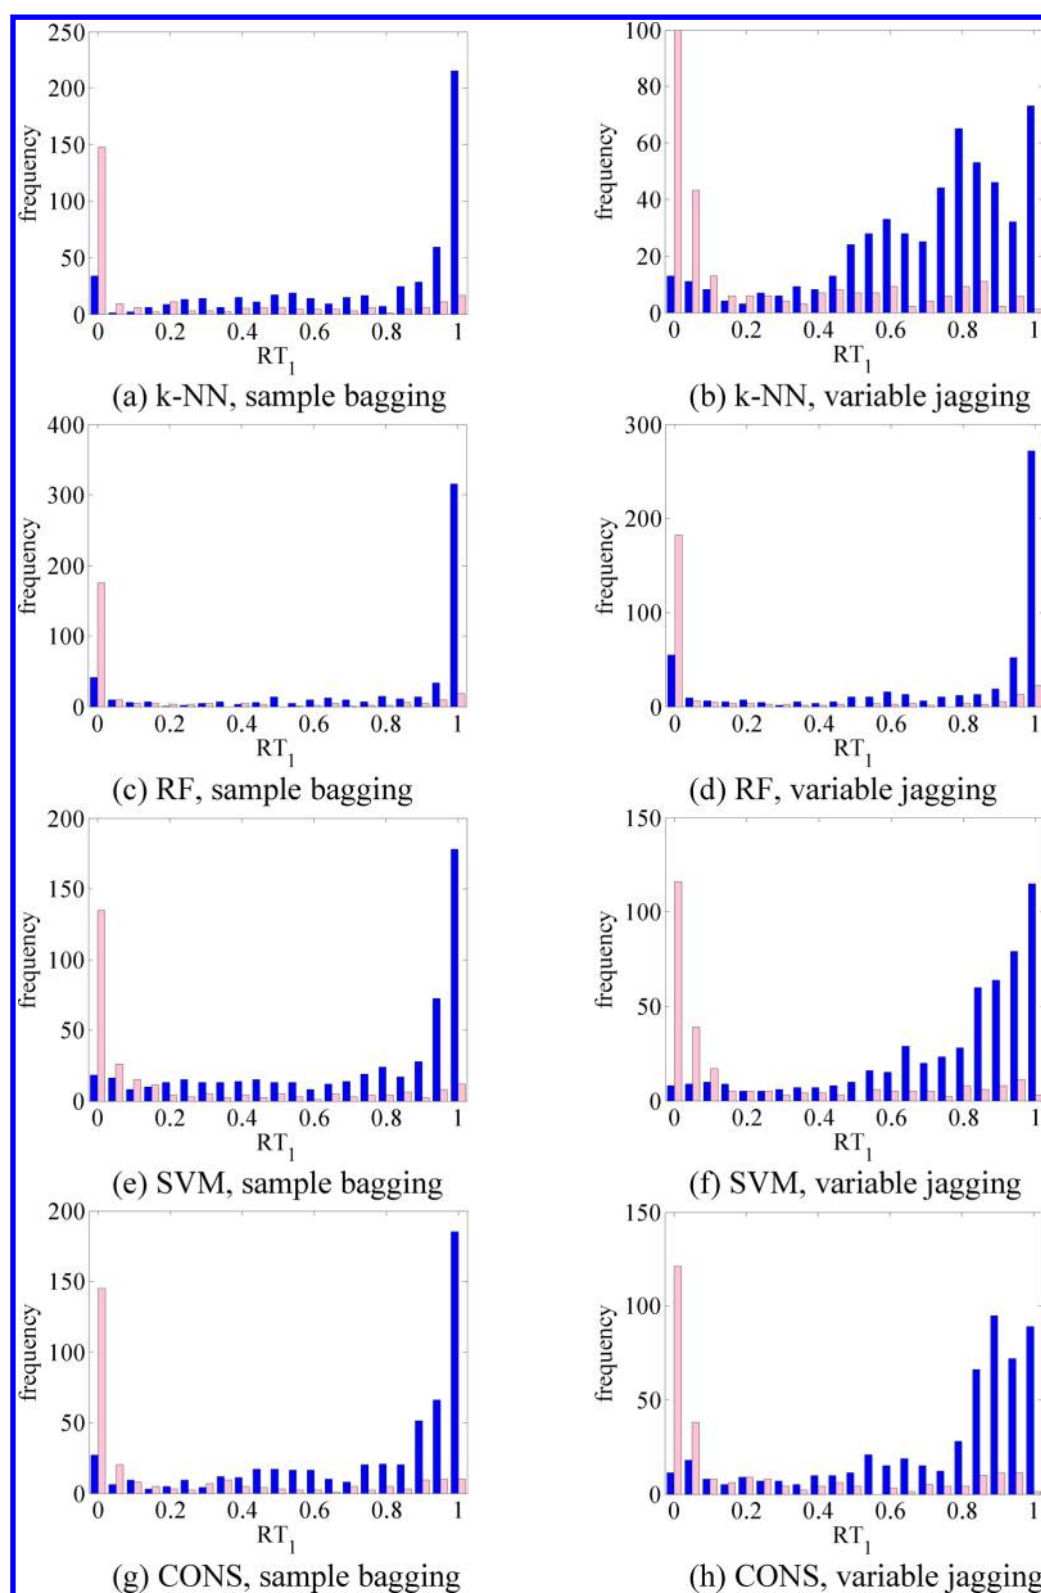 250
200
150
100
50
0
frequency
0 0.2 0.4 0.6 0.8 1
RT1
(a) k-NN, sample bagging
100
80
60
40
20
0
frequency
0 0.2 0.4 0.6 0.8 1
RT1
(b) k-NN, variable jagging
400
300
200
100
0
frequency
0 0.2 0.4 0.6 0.8 1
RT1
(c) RF, sample bagging
300
200
100
0
frequency
0 0.2 0.4 0.6 0.8 1
RT1
(d) RF, variable jagging
200
150
100
50
0
frequency
0 0.2 0.4 0.6 0.8 1
RT1
(e) SVM, sample bagging
150
100
50
0
frequency
0 0.2 0.4 0.6 0.8 1
RT1
(f) SVM, variable jagging
200
150
100
50
0
frequency
0 0.2 0.4 0.6 0.8 1
RT1
(g) CONS, sample bagging
150
100
50
0
frequency
0 0.2 0.4 0.6 0.8 1
RT1
(h) CONS, variable jagging